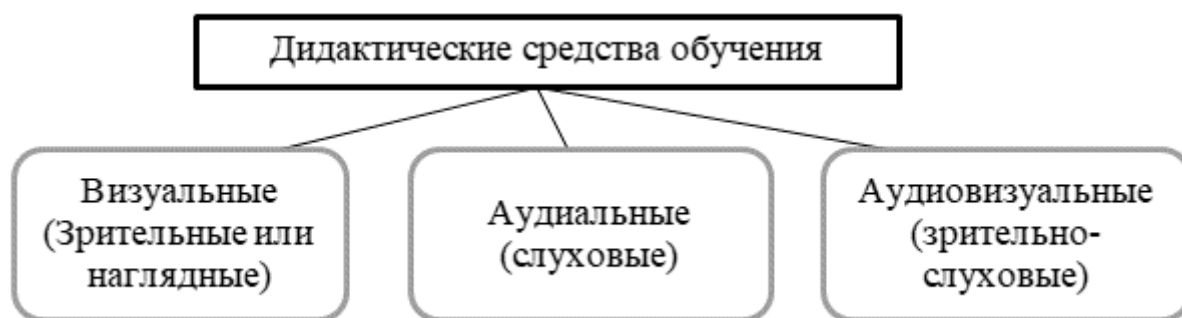 Дидактические средства обучения
Визуальные
(Зрительные или
наглядные)
Аудиальные
(слуховые)
Аудиовизуальные
(зрительно-
слуховые)